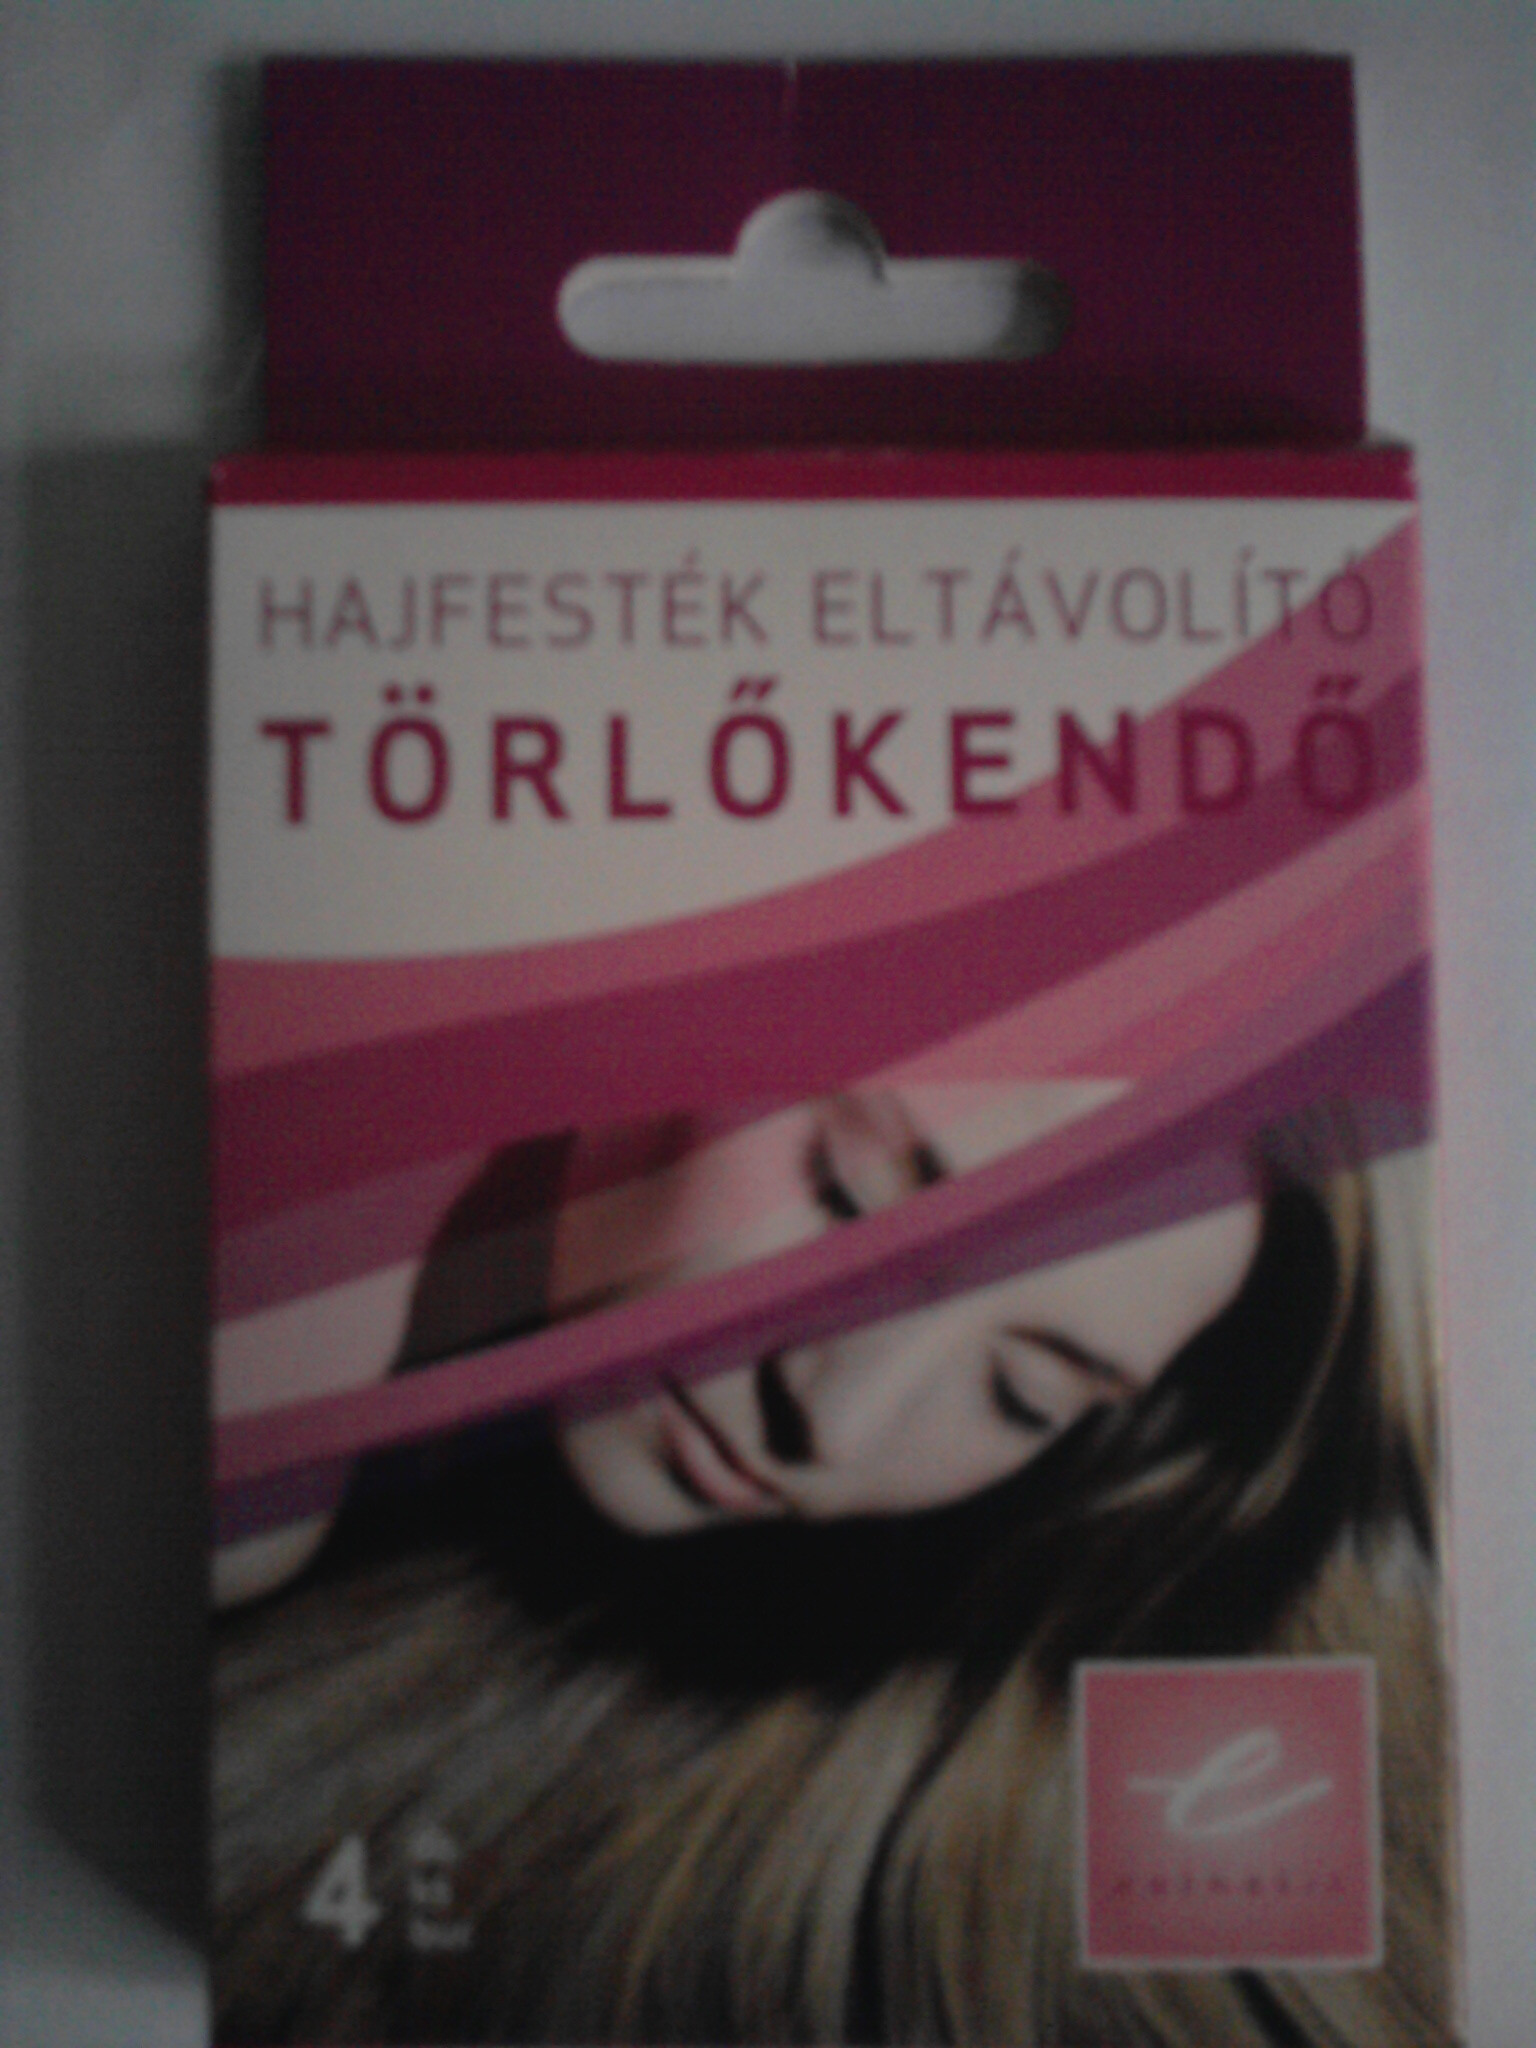 HAJFESTÉK ELTÁVOLÍTÓ
TÖRLŐKENDŐ
4
e